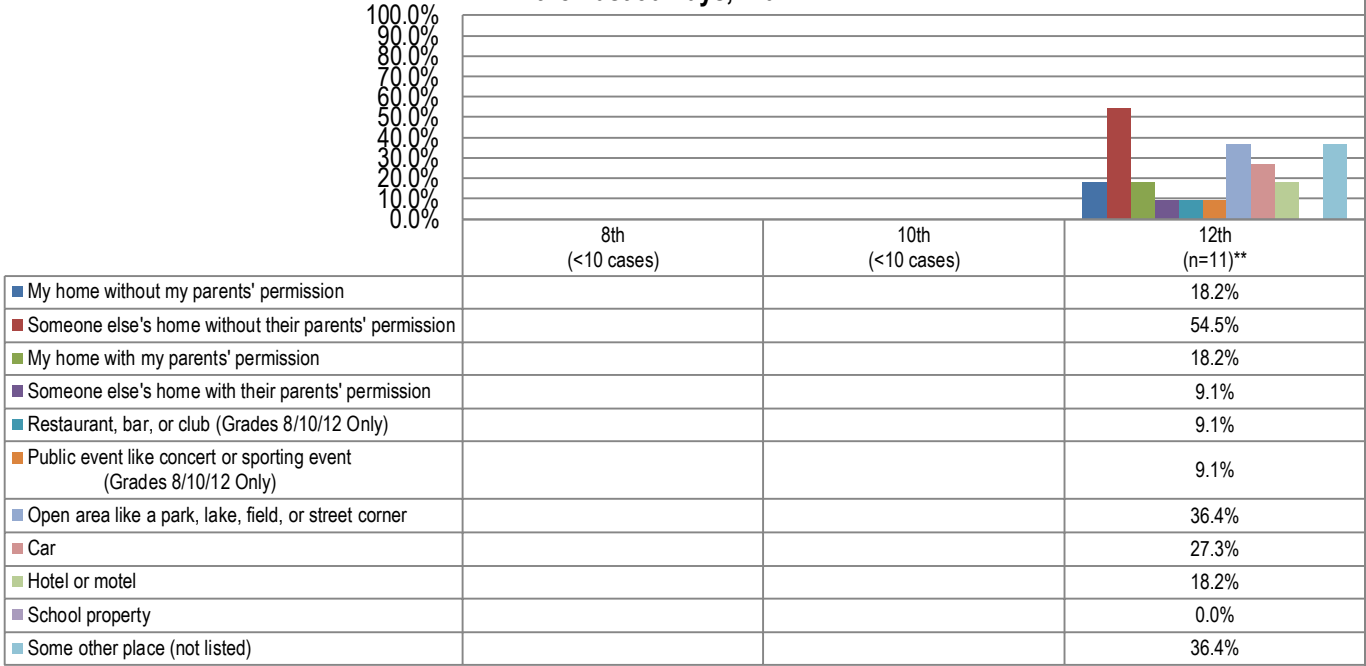 100.0%
90.0%
80.0%
70.0%
60.0%
50.0%
40.0%
30.0%
20.0%
10.0%
0.0%
8th
(<10 cases)
10th
(<10 cases)
12th
(n=11)**
My home without my parents' permission 18.2%
Someone else's home without their parents' permission 54.5%
My home with my parents' permission 18.2%
Someone else's home with their parents' permission 9.1%
Restaurant, bar, or club (Grades 8/10/12 Only) 9.1%
Public event like concert or sporting event
(Grades 8/10/12 Only) 9.1%
Open area like a park, lake, field, or street corner 36.4%
Car 27.3%
Hotel or motel 18.2%
School property 0.0%
Some other place (not listed) 36.4%